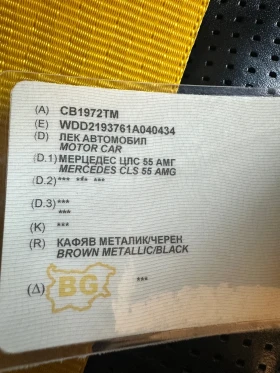 (A) CB1972TM
(E) WDD2193761A040434
(D) ЛЕК АВТОМОБИЛ
MOTOR CAR
(D.1) МЕРЦЕДЕС ЦЛС 55 АМГ
MERCEDES CLS 55 AMG
(D.2) *** *** ***
(D.3) ***
***
(K) ***
(R) КАФЯВ МЕТАЛИК/ЧЕРЕН
BROWN METALLIC/BLACK
(Δ) BG ***